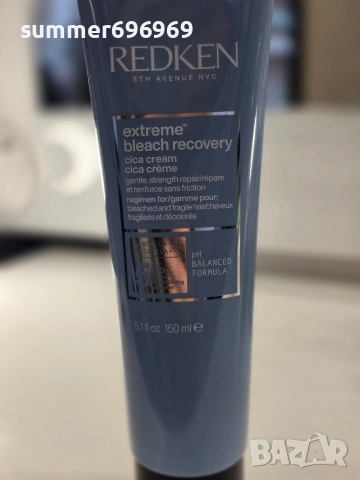 summer696969
REDKEN
5TH AVENUE NYC
extreme™
bleach recovery
cica cream
cica crème
gentle, strength repair/répare
et renforce sans friction
regimen for/gamme pour:
bleached and fragile hair/cheveux
fragilisés et décolorés
pH
BALANCED
FORMULA
5.1 fl oz 150 ml e
BAZAR